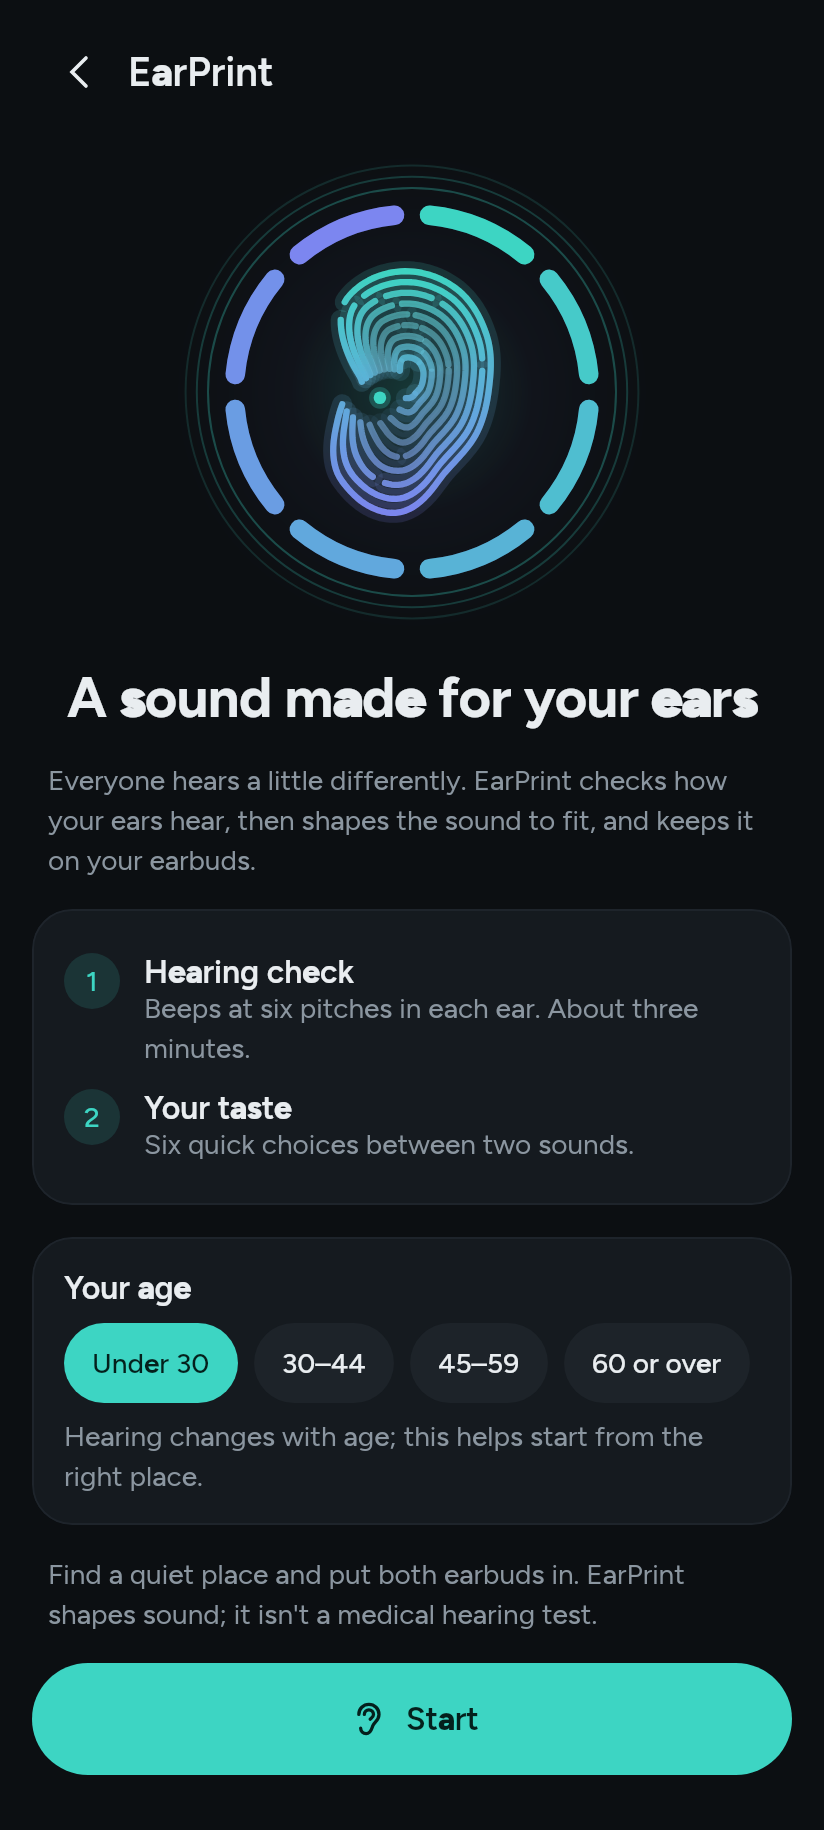 EarPrint
A sound made for your ears
Everyone hears a little differently. EarPrint checks how
your ears hear, then shapes the sound to fit, and keeps it
on your earbuds.
1
Hearing check
Beeps at six pitches in each ear. About three
minutes.
2
Your taste
Six quick choices between two sounds.
Your age
Under 30
30–44
45–59
60 or over
Hearing changes with age; this helps start from the
right place.
Find a quiet place and put both earbuds in. EarPrint
shapes sound; it isn't a medical hearing test.
Start